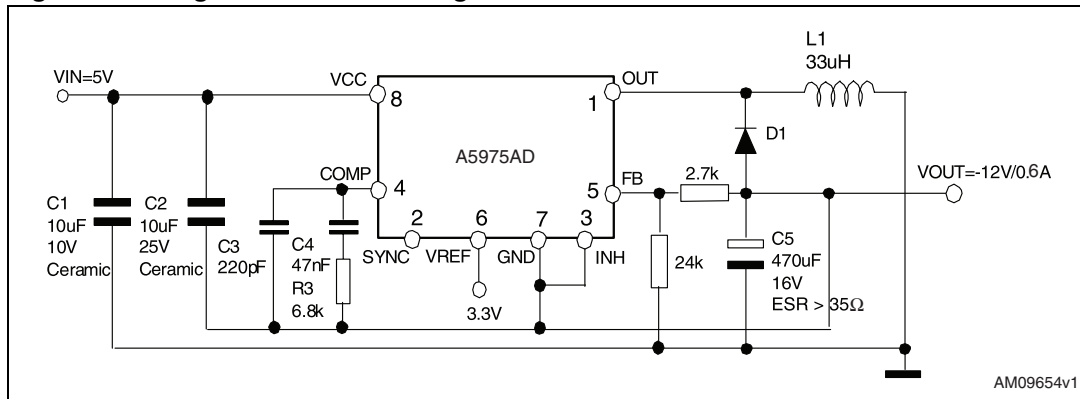 L1
33uH
VIN=5V
VCC
OUT
8
1
D1
A5975AD
COMP
4
FB
5
2.7k
VOUT=-12V/0.6A
C1
10uF
10V
Ceramic
C2
10uF
25V
Ceramic
C3
220pF
C4
47nF
R3
6.8k
2
6
7
3
SYNC
VREF
GND
INH
3.3V
24k
C5
470uF
16V
ESR > 35Ω
AM09654v1